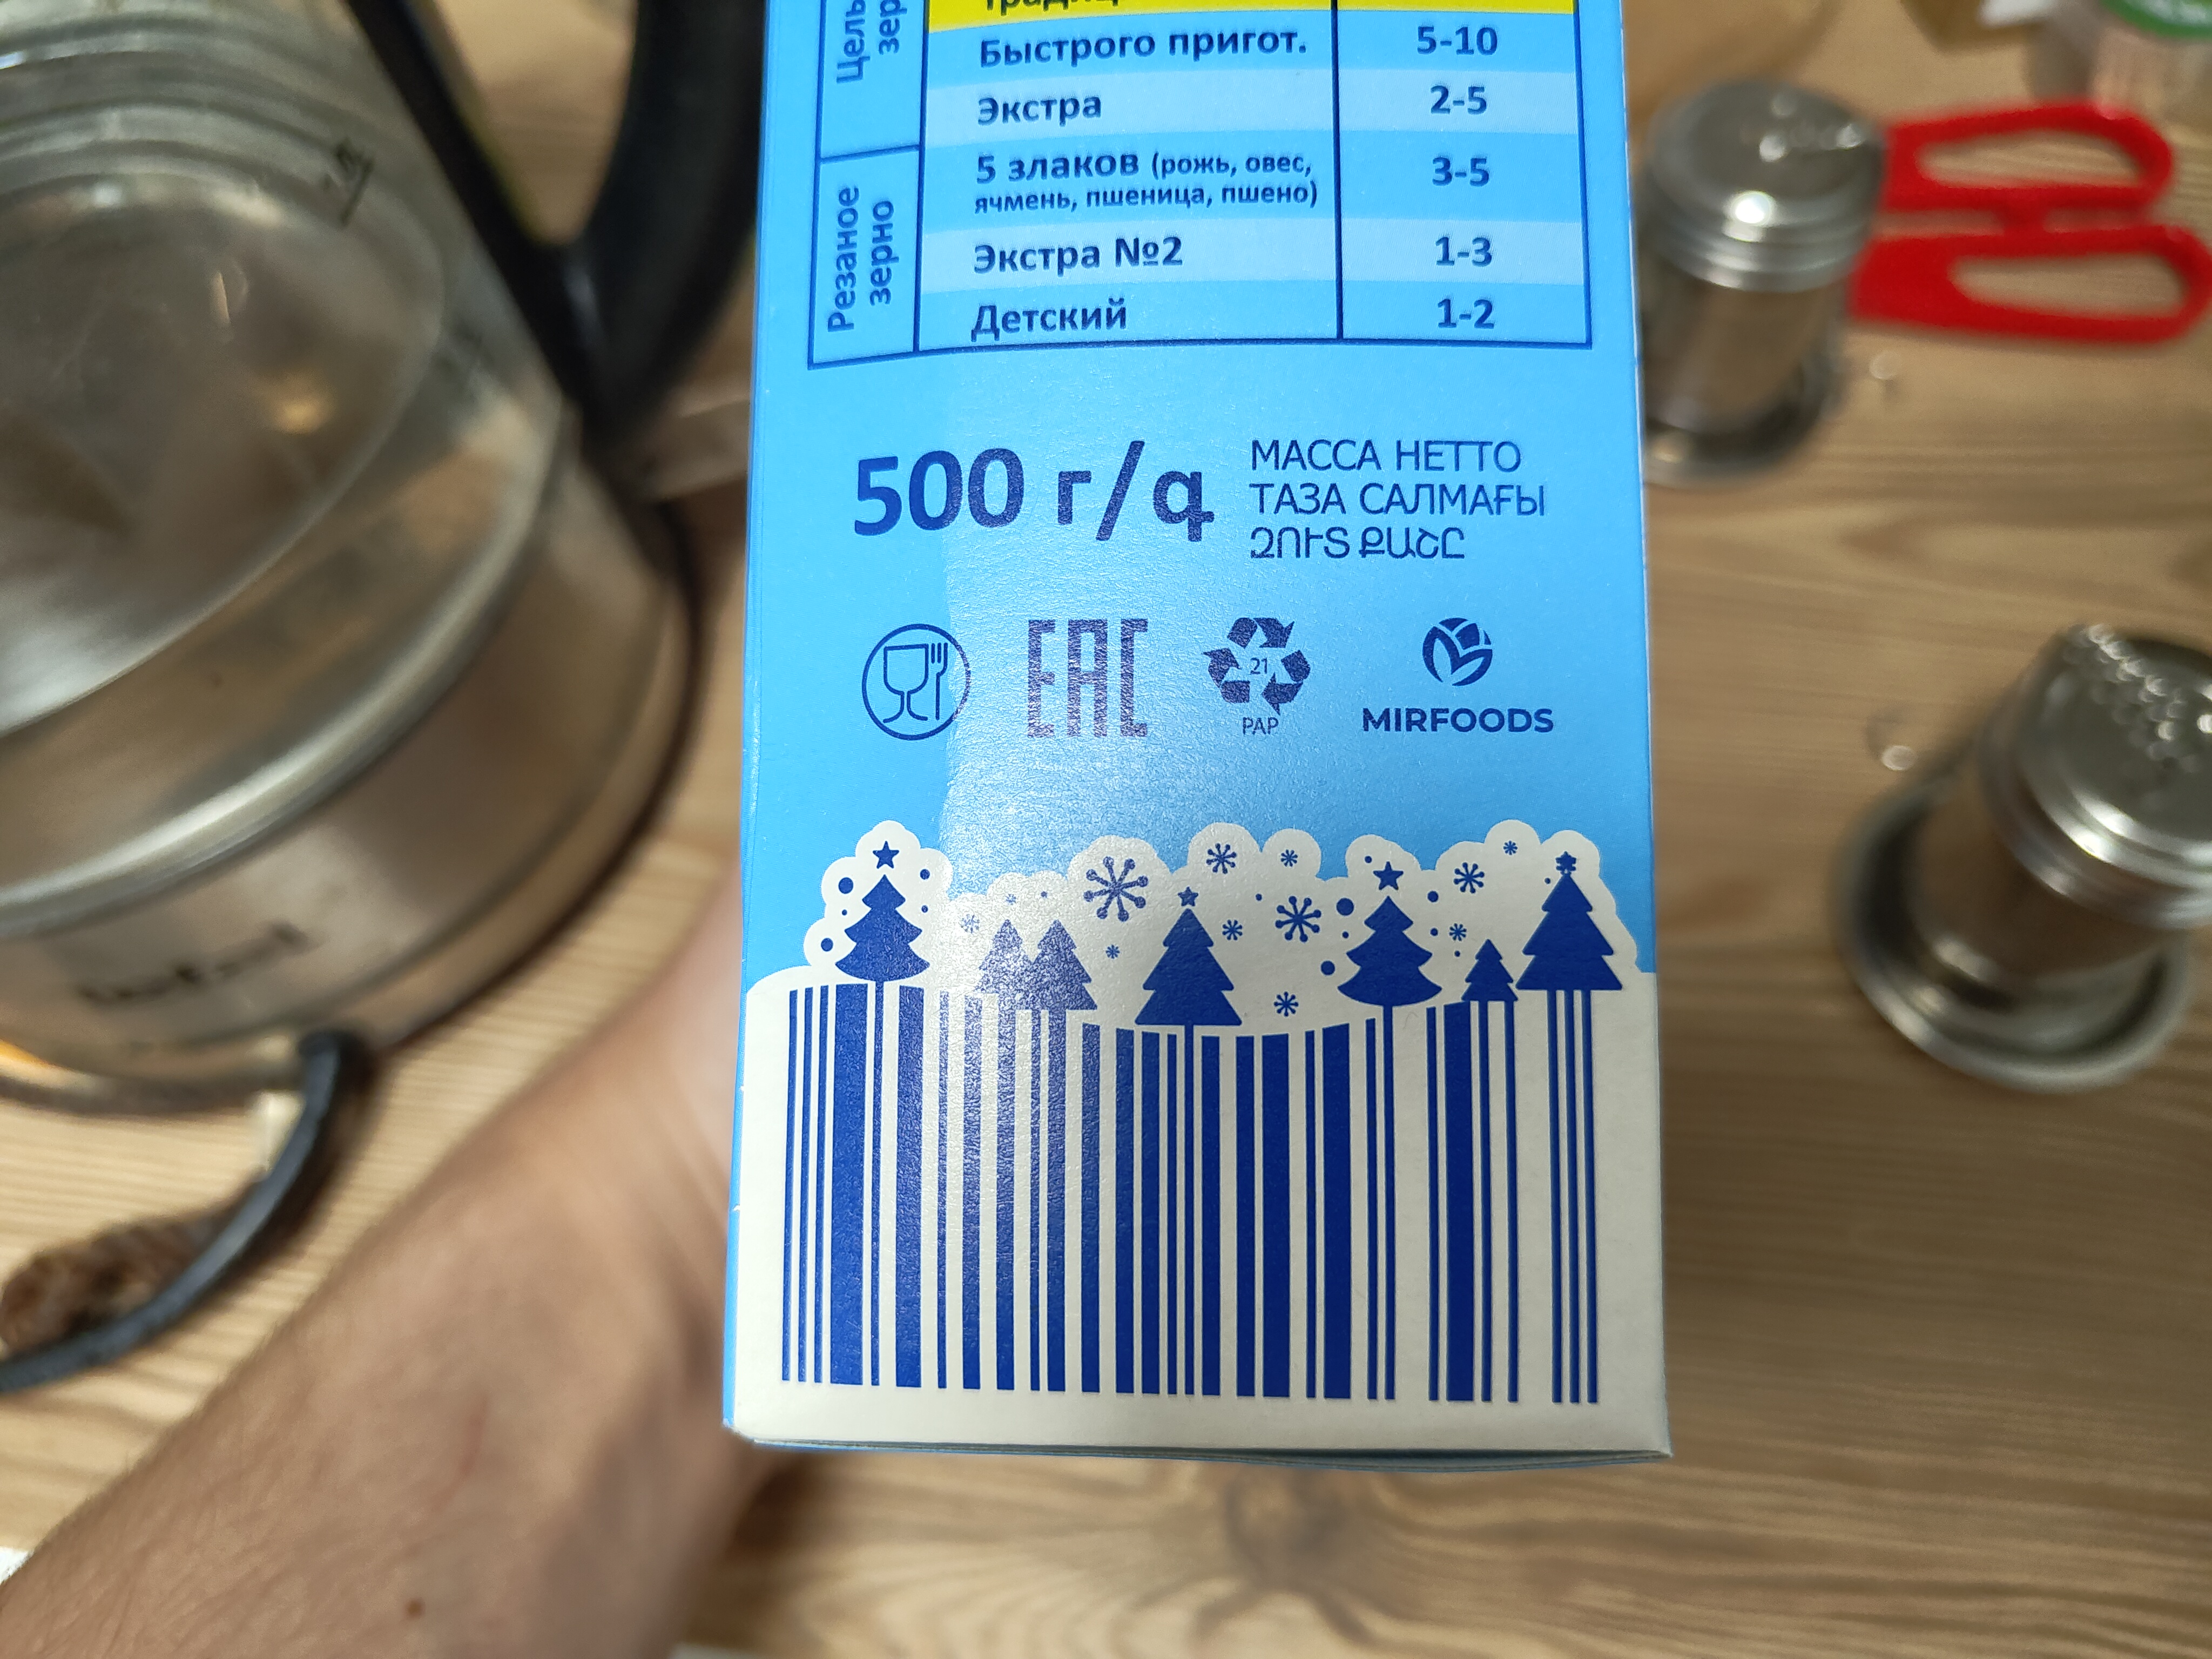 Быстрого пригот. 5-10
Экстра 2-5
5 злаков (рожь, овес, 3-5
ячмень, пшеница, пшено)
Экстра №2 1-3
Детский 1-2
Резаное
зерно
500 г/գ
МАССА НЕТТО
ТАЗА САЛМАҒЫ
ԶՈՒՏ ՔԱՇԸ
EAC
21
PAP
MIRFOODS